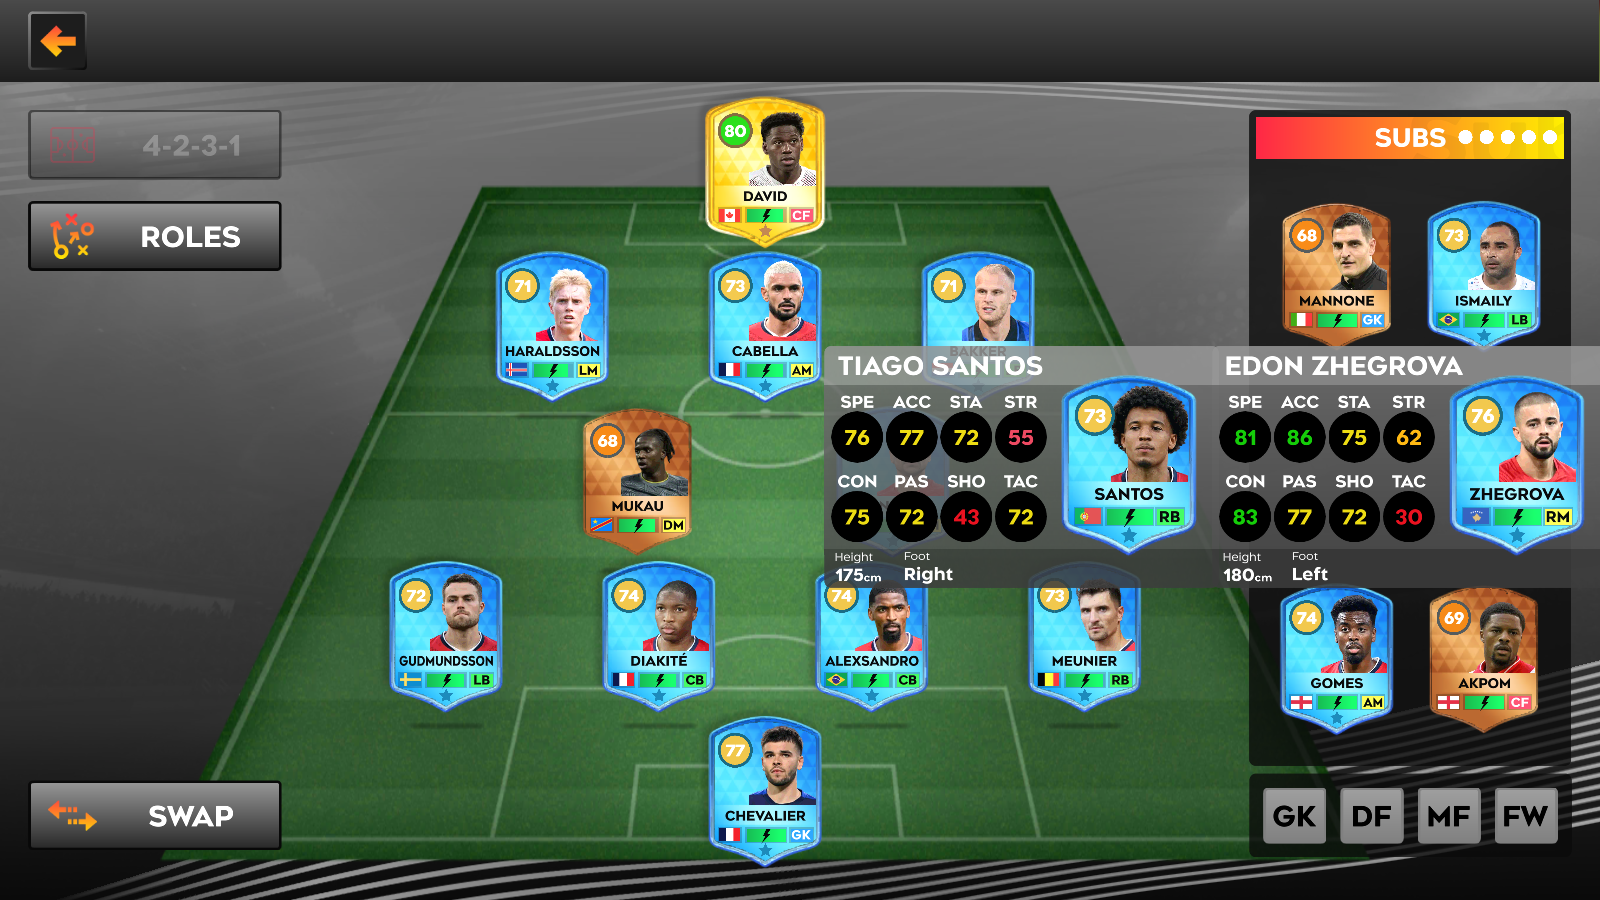 4-2-3-1
ROLES
SWAP
80
DAVID
CF
71
HARALDSSON
LM
73
CABELLA
AM
71
BAKKER
68
MUKAU
DM
72
GUDMUNDSSON
LB
74
DIAKITÉ
CB
74
ALEXSANDRO
CB
73
MEUNIER
RB
77
CHEVALIER
GK
TIAGO SANTOS
SPE ACC STA STR
76 77 72 55
CON PAS SHO TAC
75 72 43 72
Height Foot
175cm Right
73
SANTOS
RB
EDON ZHEGROVA
SPE ACC STA STR
81 86 75 62
CON PAS SHO TAC
83 77 72 30
Height Foot
180cm Left
76
ZHEGROVA
RM
SUBS
68
MANNONE
GK
73
ISMAILY
LB
74
GOMES
AM
69
AKPOM
CF
GK DF MF FW